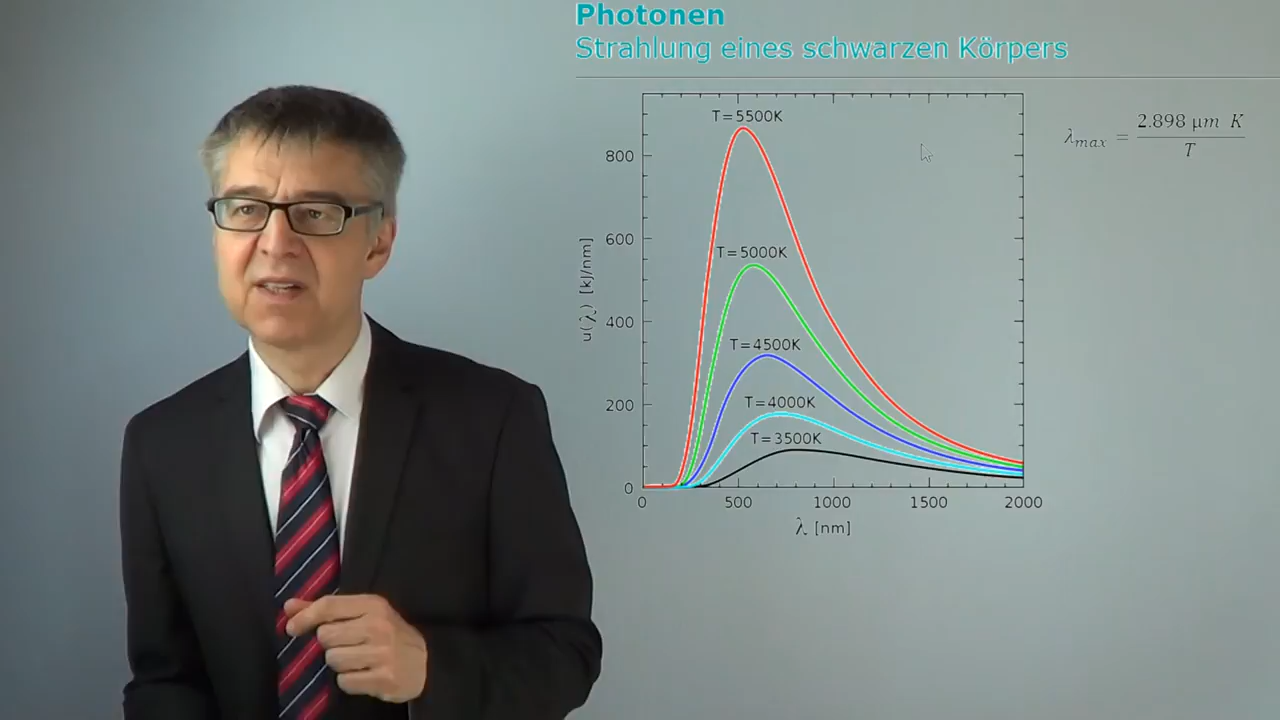 Photonen
Strahlung eines schwarzen Körpers
T=5500K
T=5000K
T=4500K
T=4000K
T=3500K
800
600
400
200
0
u(λ) [kJ/nm]
0 500 1000 1500 2000
λ [nm]
λmax = 2.898 µm K / T